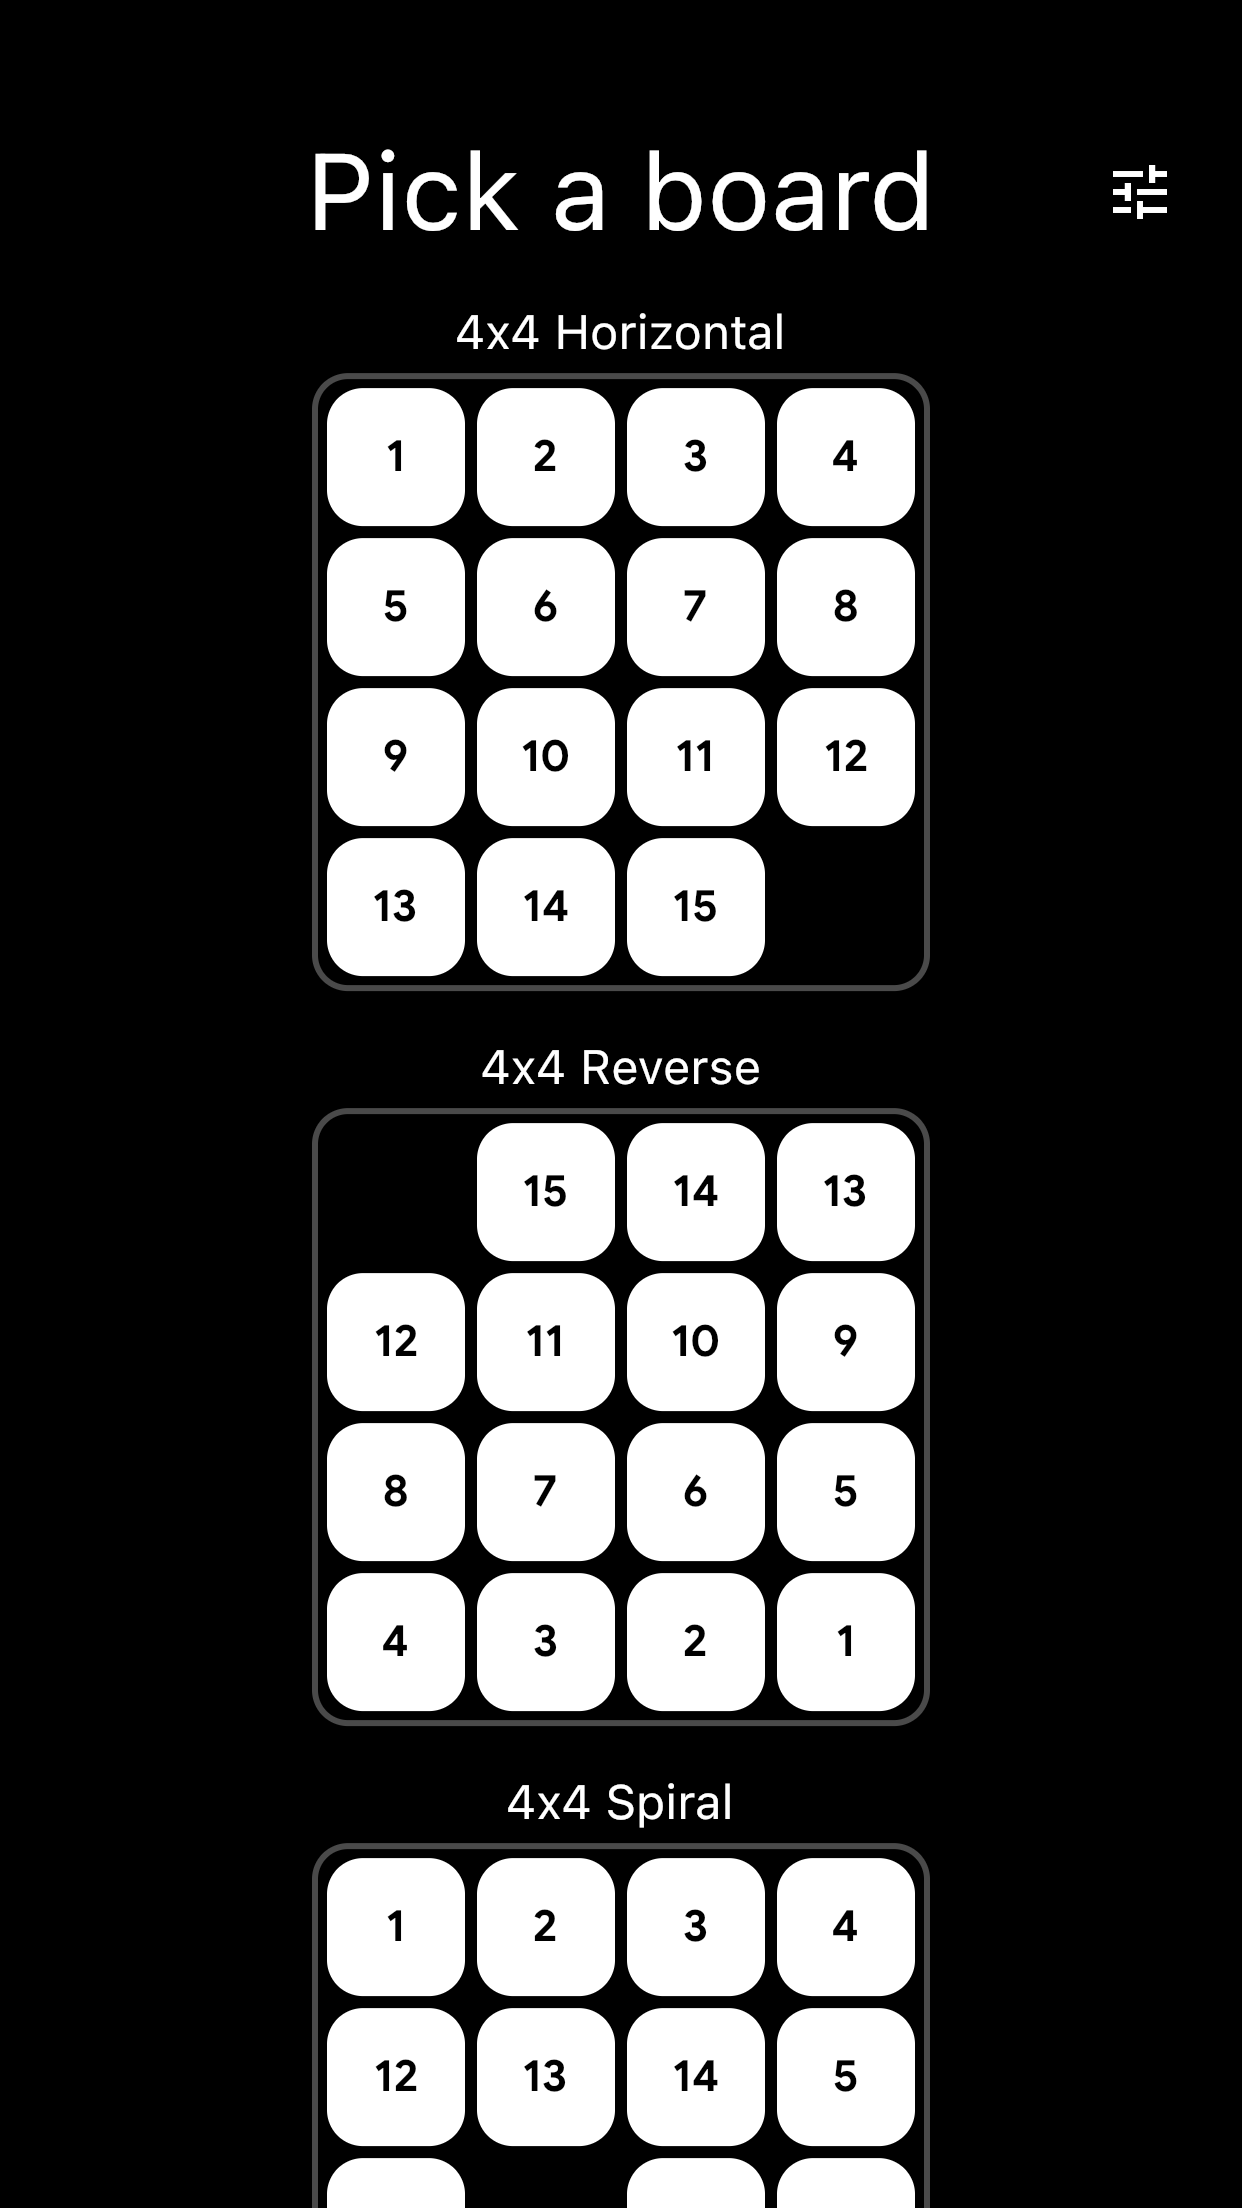 Pick a board
4x4 Horizontal
1 2 3 4
5 6 7 8
9 10 11 12
13 14 15
4x4 Reverse
15 14 13
12 11 10 9
8 7 6 5
4 3 2 1
4x4 Spiral
1 2 3 4
12 13 14 5